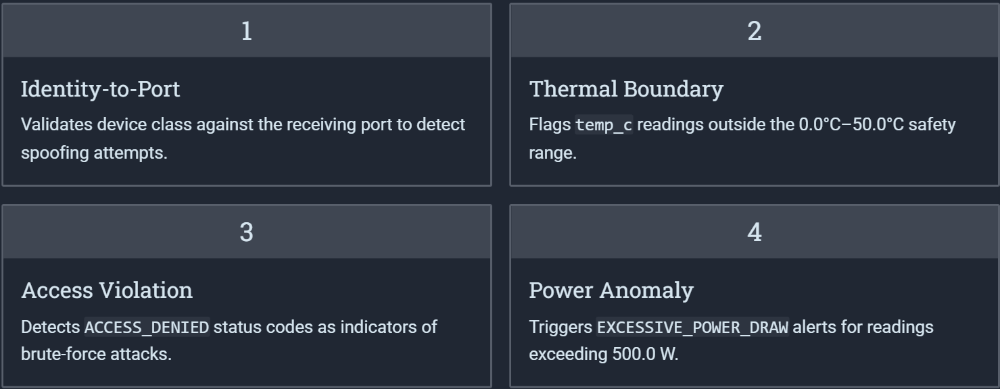 1
Identity-to-Port
Validates device class against the receiving port to detect
spoofing attempts.
2
Thermal Boundary
Flags temp_c readings outside the 0.0°C–50.0°C safety
range.
3
Access Violation
Detects ACCESS_DENIED status codes as indicators of
brute-force attacks.
4
Power Anomaly
Triggers EXCESSIVE_POWER_DRAW alerts for readings
exceeding 500.0 W.